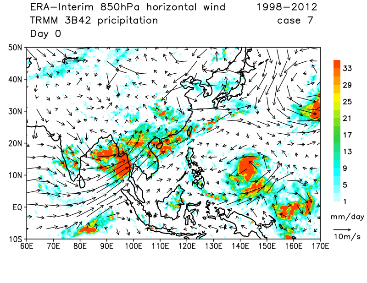 ERA-Interim 850hPa horizontal wind 1998-2012
TRMM 3B42 precipitation case 7
Day 0
50N
40N
30N
20N
10N
EQ
10S
60E 70E 80E 90E 100E 110E 120E 130E 140E 150E 160E 170E
33
29
25
21
17
13
9
5
1
mm/day
10m/s